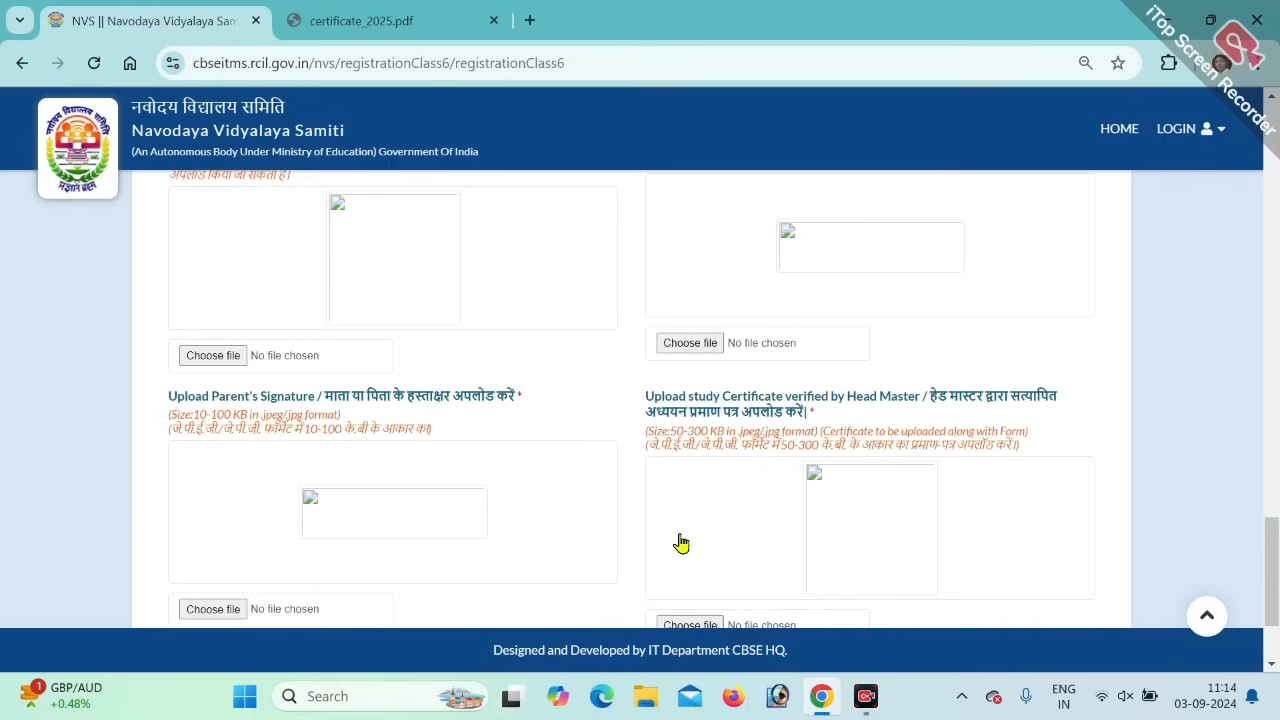 NVS || Navodaya Vidyalaya Sam
certificate_2025.pdf
cbseitms.rcil.gov.in/nvs/registrationClass6/registrationClass6
iTop Screen Recorder
नवोदय विद्यालय समिति
Navodaya Vidyalaya Samiti
(An Autonomous Body Under Ministry of Education) Government Of India
HOME
LOGIN
अपलोड किया जा सकता है।
Choose file No file chosen
Choose file No file chosen
Upload Parent's Signature / माता या पिता के हस्ताक्षर अपलोड करें *
(Size:10-100 KB in .jpeg/jpg format)
(जे.पी.ई.जी./जे.पी.जी. फॉर्मेट में 10-100 के.बी के आकार का)
Upload study Certificate verified by Head Master / हेड मास्टर द्वारा सत्यापित
अध्ययन प्रमाण पत्र अपलोड करें| *
(Size:50-300 KB in .jpeg/jpg format) (Certificate to be uploaded along with Form)
(जे.पी.ई.जी./जे.पी.जी. फॉर्मेट में 50-300 के.बी. के आकार का प्रमाण-पत्र अपलोड करें।)
Choose file No file chosen
Choose file No file chosen
Designed and Developed by IT Department CBSE HQ.
1
GBP/AUD
+0.48%
Search
ENG
IN
11:14
03-09-2024